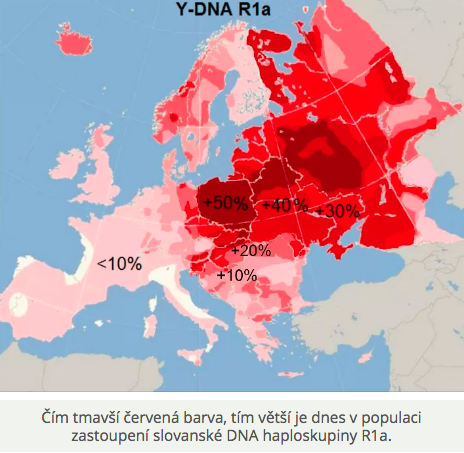 Y-DNA R1a
+50%
+40%
+30%
<10%
+20%
+10%
Čím tmavší červená barva, tím větší je dnes v populaci
zastoupení slovanské DNA haploskupiny R1a.